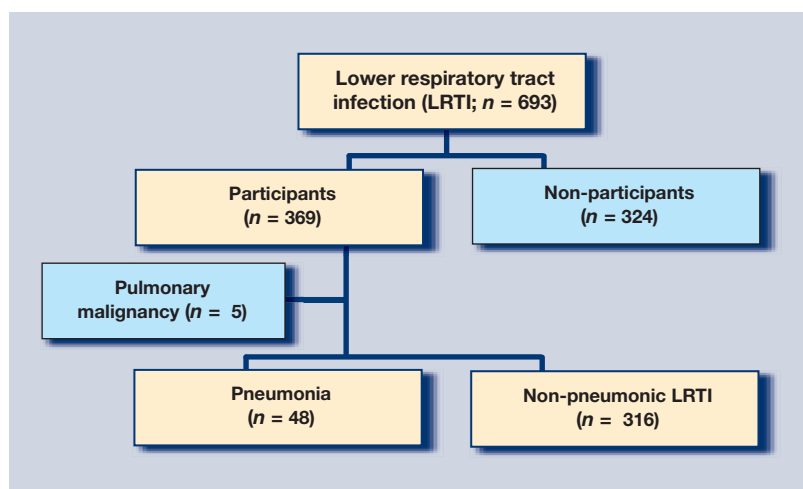 Lower respiratory tract
infection (LRTI; n = 693)
Participants
(n = 369)
Non-participants
(n = 324)
Pulmonary
malignancy (n = 5)
Pneumonia
(n = 48)
Non-pneumonic LRTI
(n = 316)